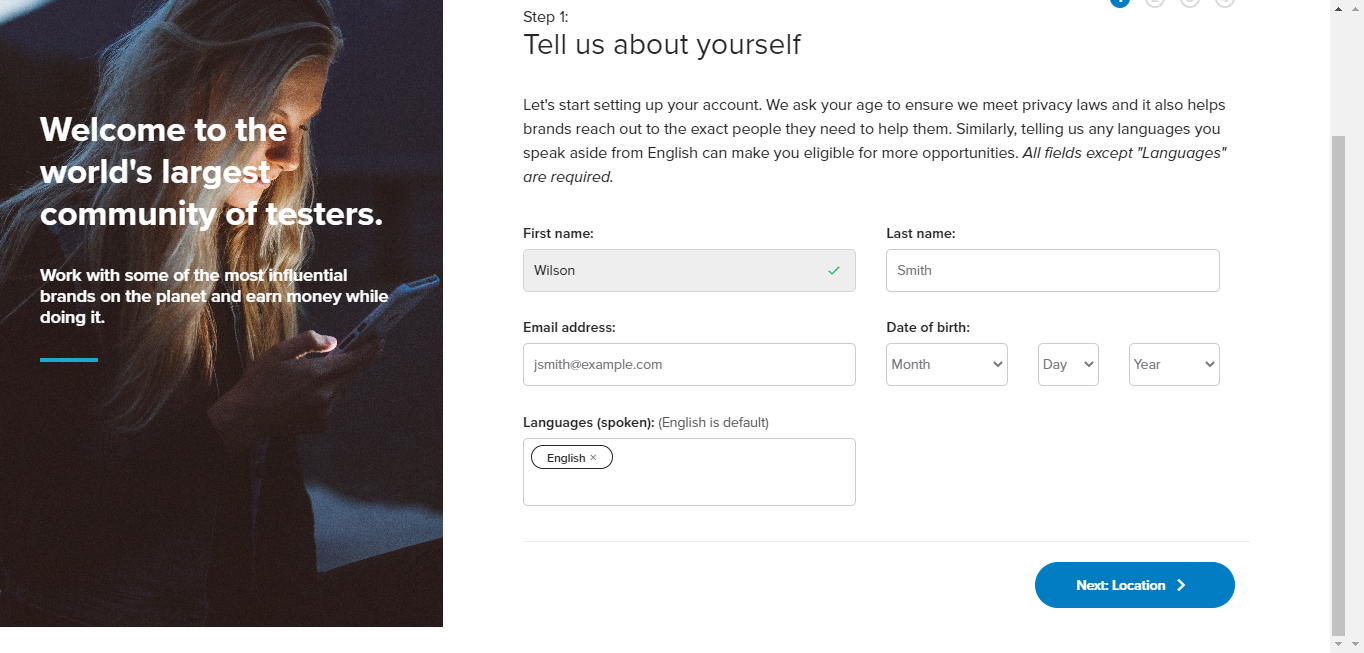 Step 1:
Tell us about yourself
Welcome to the
world's largest
community of testers.
Work with some of the most influential
brands on the planet and earn money while
doing it.
Let's start setting up your account. We ask your age to ensure we meet privacy laws and it also helps
brands reach out to the exact people they need to help them. Similarly, telling us any languages you
speak aside from English can make you eligible for more opportunities. All fields except "Languages"
are required.
First name:
Last name:
Wilson
Smith
Email address:
Date of birth:
jsmith@example.com
Month
Day
Year
Languages (spoken): (English is default)
English ×
Next: Location